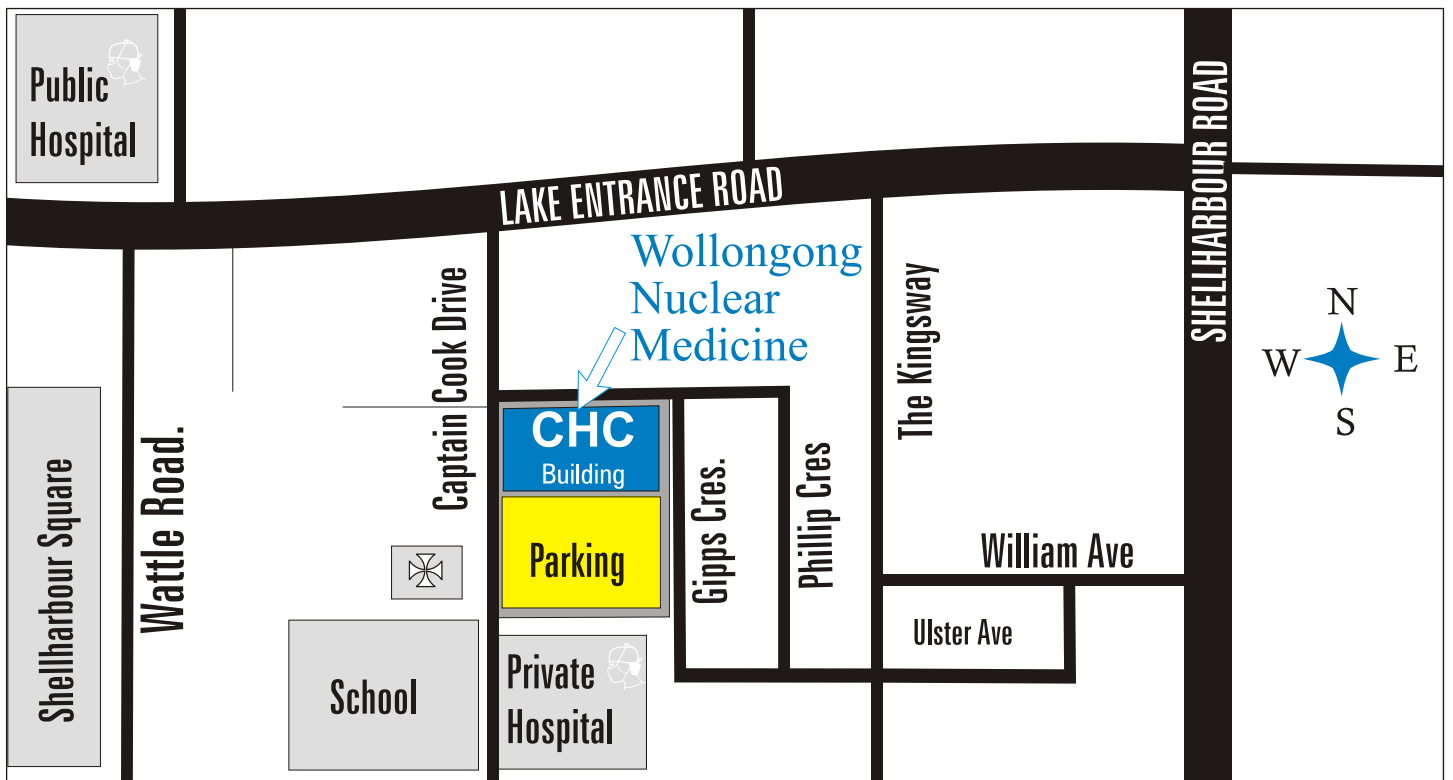 Public
Hospital
LAKE ENTRANCE ROAD
SHELLHARBOUR ROAD
Wollongong
Nuclear
Medicine
Captain Cook Drive
The Kingsway
N
W
E
S
CHC
Building
Shellharbour Square
Wattle Road.
Parking
Gipps Cres.
Phillip Cres
William Ave
Ulster Ave
School
Private
Hospital